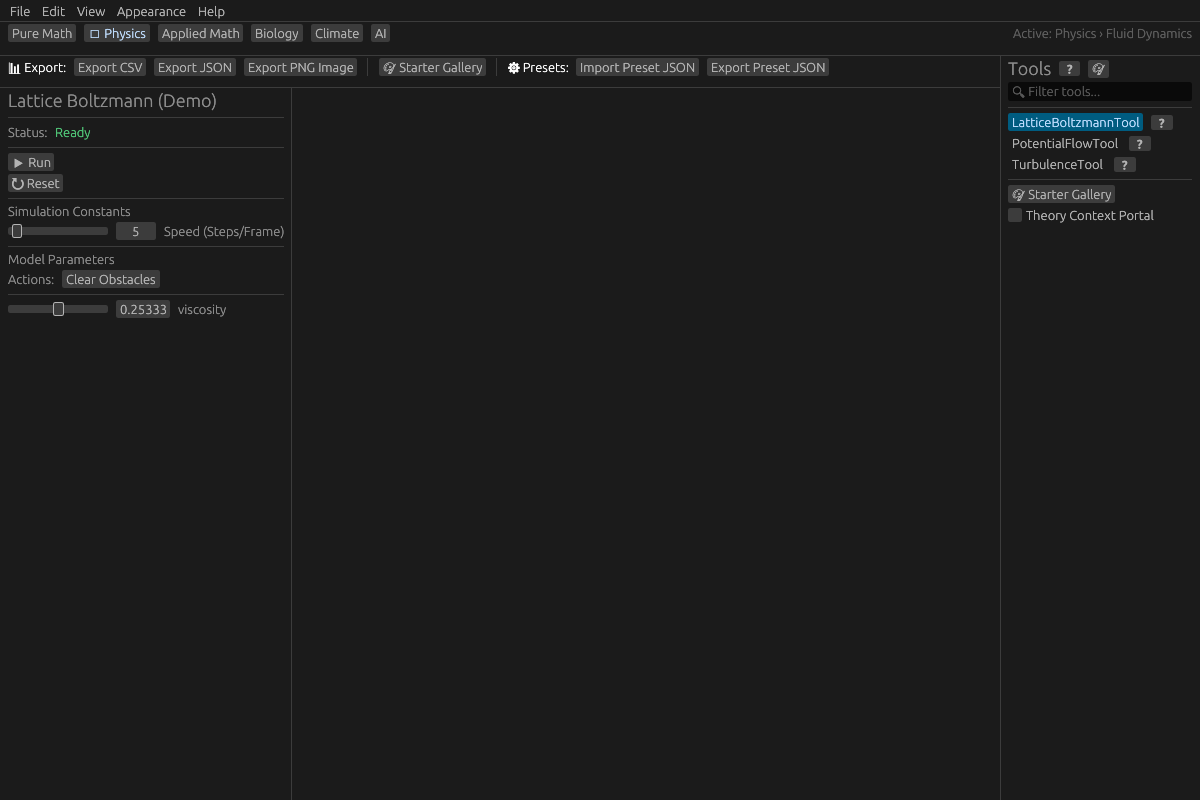 File Edit View Appearance Help
Pure Math Physics Applied Math Biology Climate AI Active: Physics › Fluid Dynamics
Export: Export CSV Export JSON Export PNG Image Starter Gallery Presets: Import Preset JSON Export Preset JSON
Lattice Boltzmann (Demo)
Status: Ready
Run
Reset
Simulation Constants
5 Speed (Steps/Frame)
Model Parameters
Actions: Clear Obstacles
0.25333 viscosity
Tools ?
Filter tools...
LatticeBoltzmannTool ?
PotentialFlowTool ?
TurbulenceTool ?
Starter Gallery
Theory Context Portal